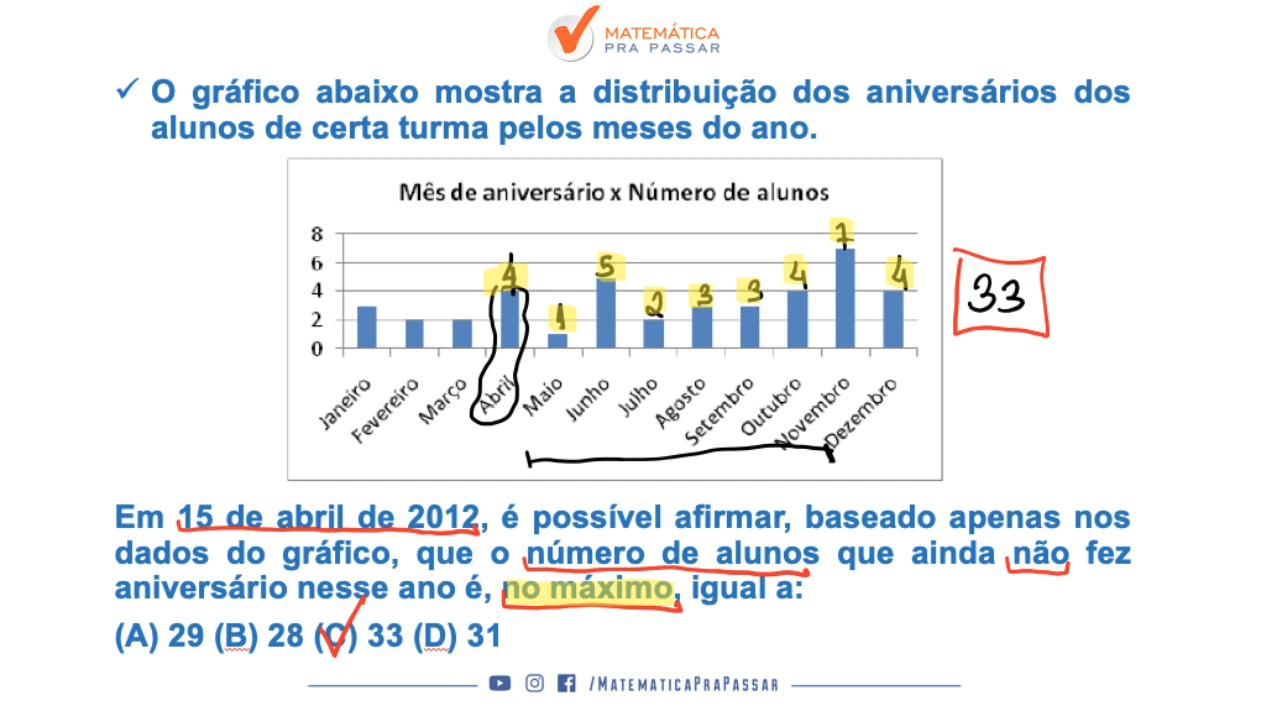 MATEMÁTICA
PRA PASSAR
✓ O gráfico abaixo mostra a distribuição dos aniversários dos
alunos de certa turma pelos meses do ano.
Mês de aniversário x Número de alunos
8
6
4
2
0
4 1 5 2 3 3 4 7 4
33
Janeiro Fevereiro Março Abril Maio Junho Julho Agosto Setembro Outubro Novembro Dezembro
Em 15 de abril de 2012, é possível afirmar, baseado apenas nos
dados do gráfico, que o número de alunos que ainda não fez
aniversário nesse ano é, no máximo, igual a:
(A) 29 (B) 28 (C) 33 (D) 31
/MATEMATICAPRAPASSAR